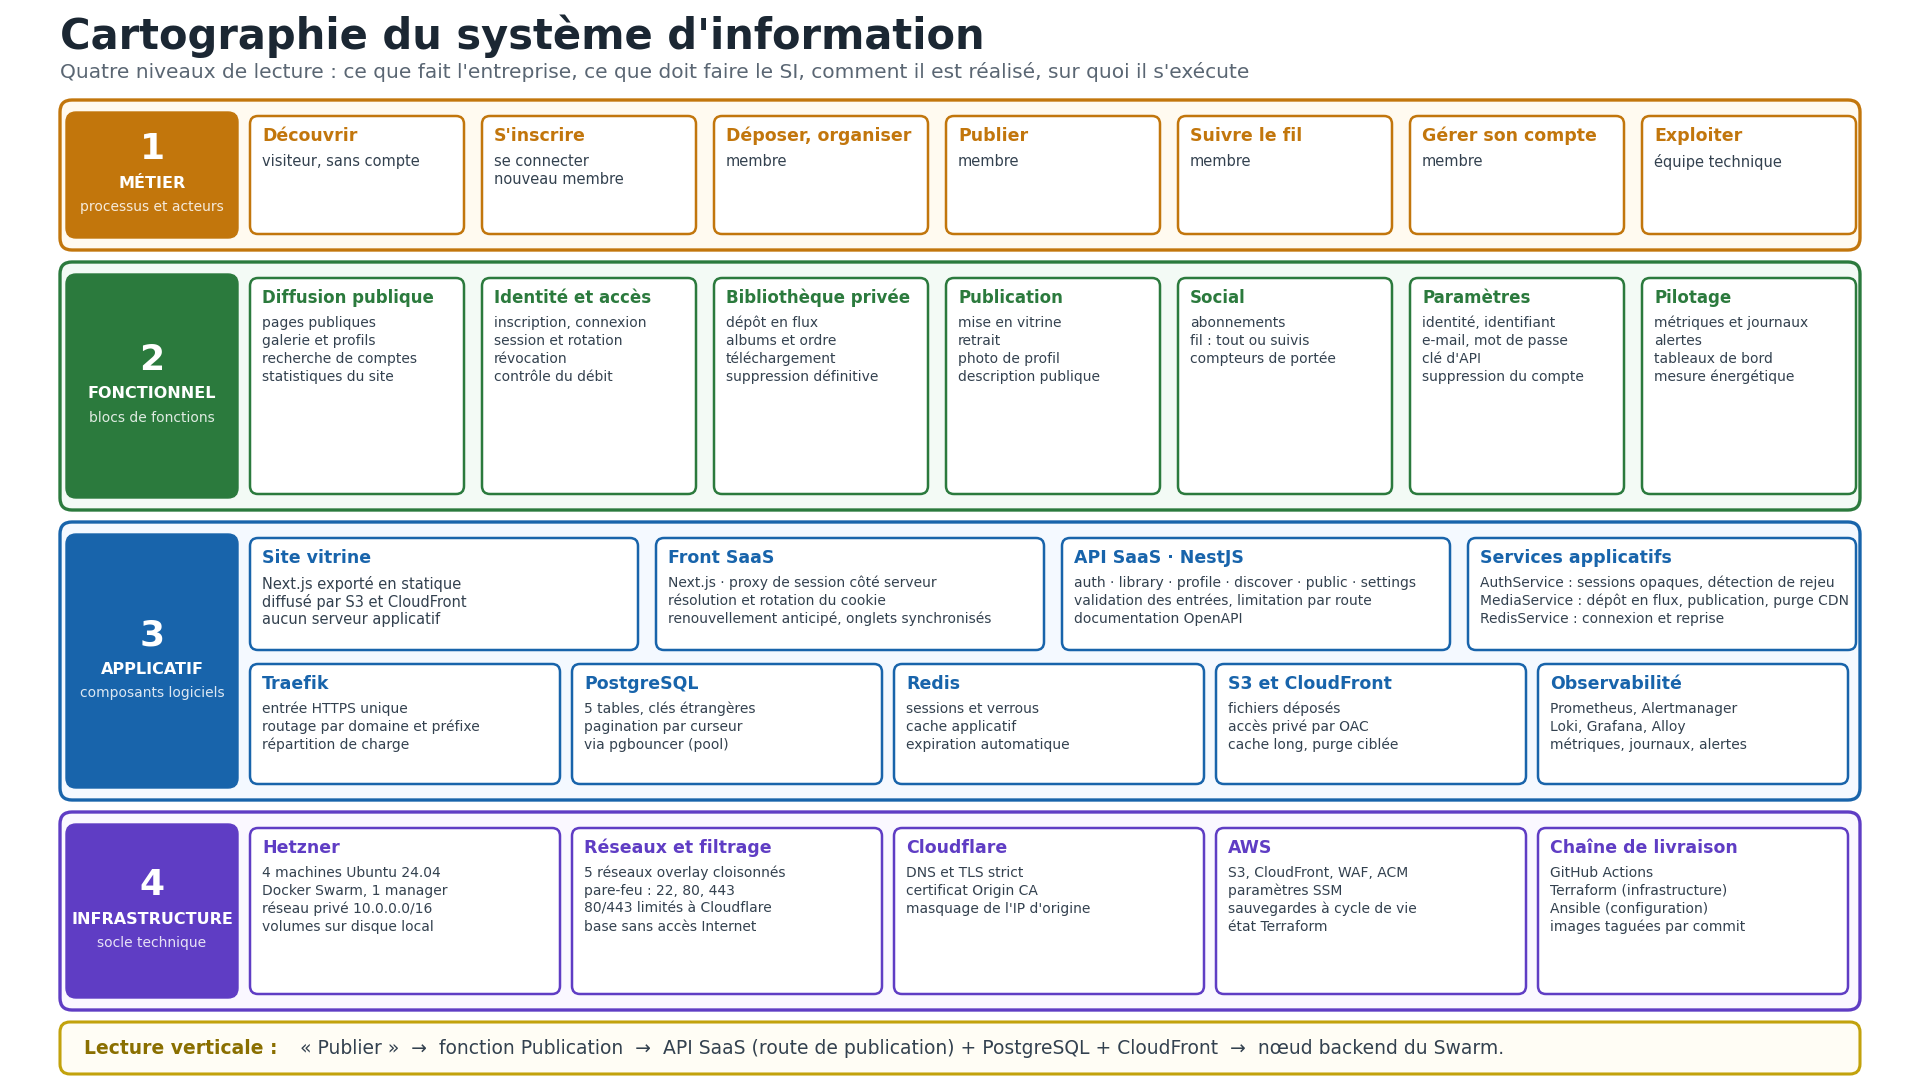 Cartographie du système d'information
Quatre niveaux de lecture : ce que fait l'entreprise, ce que doit faire le SI, comment il est réalisé, sur quoi il s'exécute
1
MÉTIER
processus et acteurs
Découvrir
visiteur, sans compte
S'inscrire
se connecter
nouveau membre
Déposer, organiser
membre
Publier
membre
Suivre le fil
membre
Gérer son compte
membre
Exploiter
équipe technique
2
FONCTIONNEL
blocs de fonctions
Diffusion publique
pages publiques
galerie et profils
recherche de comptes
statistiques du site
Identité et accès
inscription, connexion
session et rotation
révocation
contrôle du débit
Bibliothèque privée
dépôt en flux
albums et ordre
téléchargement
suppression définitive
Publication
mise en vitrine
retrait
photo de profil
description publique
Social
abonnements
fil : tout ou suivis
compteurs de portée
Paramètres
identité, identifiant
e-mail, mot de passe
clé d'API
suppression du compte
Pilotage
métriques et journaux
alertes
tableaux de bord
mesure énergétique
3
APPLICATIF
composants logiciels
Site vitrine
Next.js exporté en statique
diffusé par S3 et CloudFront
aucun serveur applicatif
Front SaaS
Next.js · proxy de session côté serveur
résolution et rotation du cookie
renouvellement anticipé, onglets synchronisés
API SaaS · NestJS
auth · library · profile · discover · public · settings
validation des entrées, limitation par route
documentation OpenAPI
Services applicatifs
AuthService : sessions opaques, détection de rejeu
MediaService : dépôt en flux, publication, purge CDN
RedisService : connexion et reprise
Traefik
entrée HTTPS unique
routage par domaine et préfixe
répartition de charge
PostgreSQL
5 tables, clés étrangères
pagination par curseur
via pgbouncer (pool)
Redis
sessions et verrous
cache applicatif
expiration automatique
S3 et CloudFront
fichiers déposés
accès privé par OAC
cache long, purge ciblée
Observabilité
Prometheus, Alertmanager
Loki, Grafana, Alloy
métriques, journaux, alertes
4
INFRASTRUCTURE
socle technique
Hetzner
4 machines Ubuntu 24.04
Docker Swarm, 1 manager
réseau privé 10.0.0.0/16
volumes sur disque local
Réseaux et filtrage
5 réseaux overlay cloisonnés
pare-feu : 22, 80, 443
80/443 limités à Cloudflare
base sans accès Internet
Cloudflare
DNS et TLS strict
certificat Origin CA
masquage de l'IP d'origine
AWS
S3, CloudFront, WAF, ACM
paramètres SSM
sauvegardes à cycle de vie
état Terraform
Chaîne de livraison
GitHub Actions
Terraform (infrastructure)
Ansible (configuration)
images taguées par commit
Lecture verticale : « Publier » → fonction Publication → API SaaS (route de publication) + PostgreSQL + CloudFront → nœud backend du Swarm.